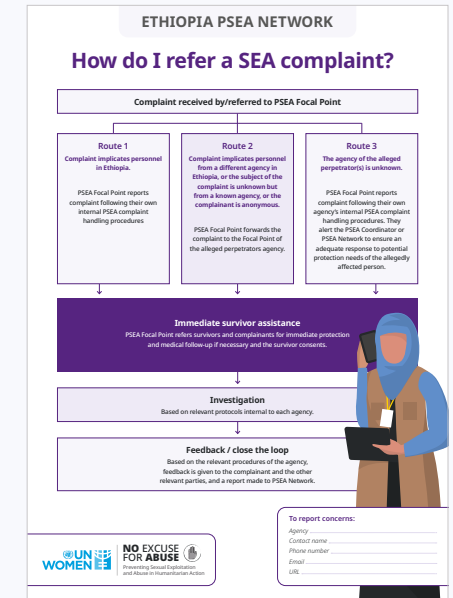 ETHIOPIA PSEA NETWORK
How do I refer a SEA complaint?
Complaint received by/referred to PSEA Focal Point
Route 1
Complaint implicates personnel
in Ethiopia.
PSEA Focal Point reports
complaint following their own
internal PSEA complaint
handling procedures
Route 2
Complaint implicates personnel
from a different agency in
Ethiopia, or the subject of the
complaint is unknown but
from a known agency, or the
complainant is anonymous.
PSEA Focal Point forwards the
complaint to the Focal Point of
the alleged perpetrators agency.
Route 3
The agency of the alleged
perpetrator(s) is unknown.
PSEA Focal Point reports
complaint following their own
agency's internal PSEA complaint
handling procedures. They
alert the PSEA Coordinator or
PSEA Network to ensure an
adequate response to potential
protection needs of the allegedly
affected person.
Immediate survivor assistance
PSEA Focal Point refers survivors and complainants for immediate protection
and medical follow-up if necessary and the survivor consents.
Investigation
Based on relevant protocols internal to each agency.
Feedback / close the loop
Based on the relevant procedures of the agency,
feedback is given to the complainant and the other
relevant parties, and a report made to PSEA Network.
To report concerns:
Agency
Contact name
Phone number
Email
URL
UN
WOMEN
NO EXCUSE
FOR ABUSE
Preventing Sexual Exploitation
and Abuse in Humanitarian Action